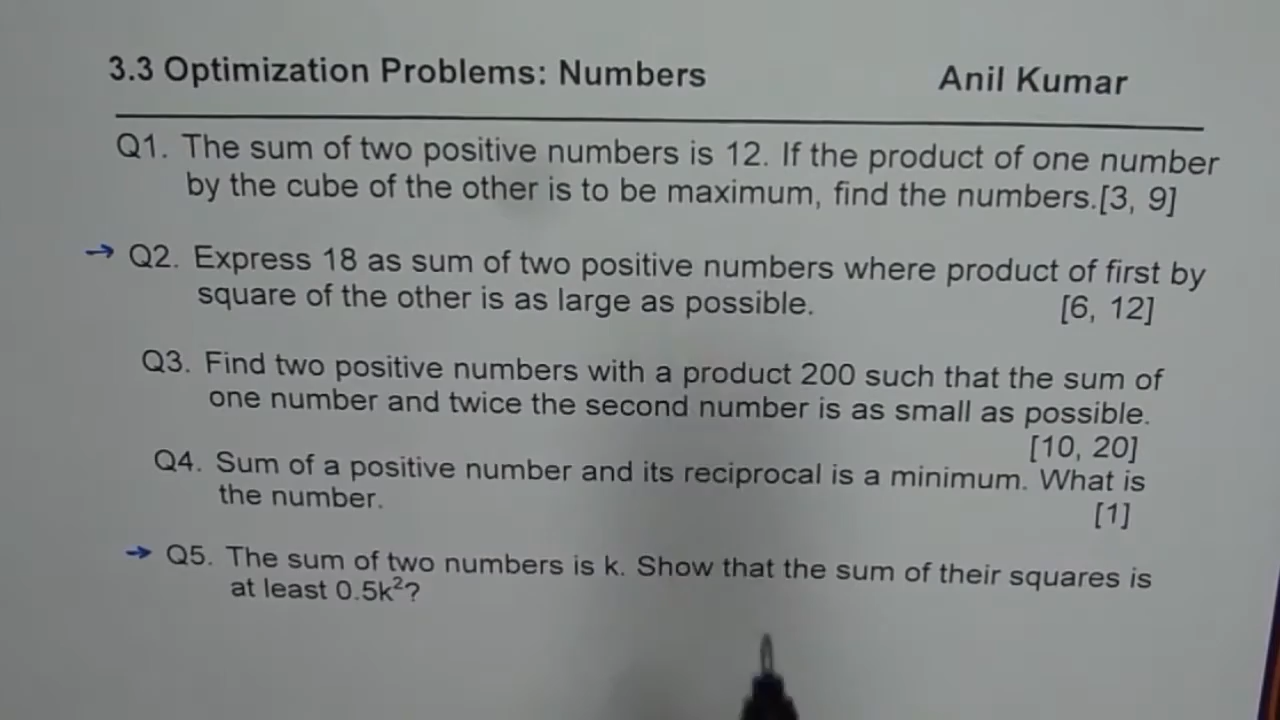 3.3 Optimization Problems: Numbers Anil Kumar
Q1. The sum of two positive numbers is 12. If the product of one number
by the cube of the other is to be maximum, find the numbers.[3, 9]
→ Q2. Express 18 as sum of two positive numbers where product of first by
square of the other is as large as possible. [6, 12]
Q3. Find two positive numbers with a product 200 such that the sum of
one number and twice the second number is as small as possible.
[10, 20]
Q4. Sum of a positive number and its reciprocal is a minimum. What is
the number. [1]
→ Q5. The sum of two numbers is k. Show that the sum of their squares is
at least 0.5k²?